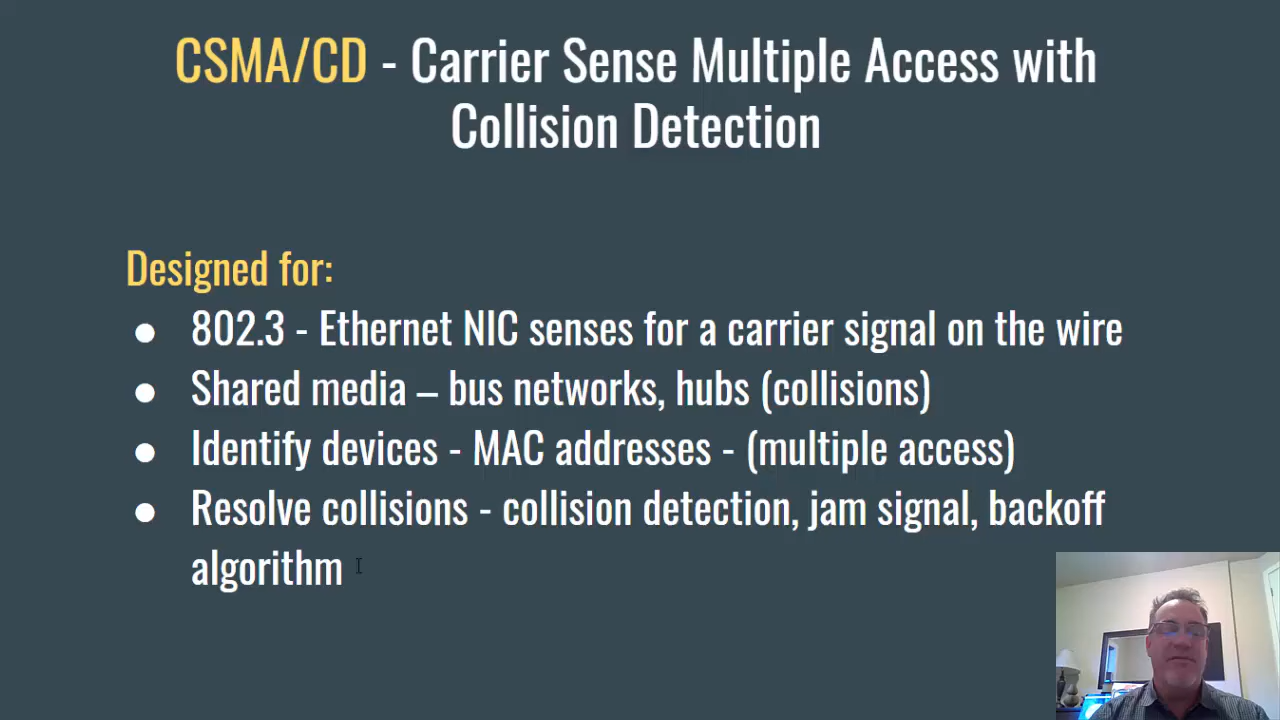 CSMA/CD - Carrier Sense Multiple Access with
Collision Detection
Designed for:
● 802.3 - Ethernet NIC senses for a carrier signal on the wire
● Shared media – bus networks, hubs (collisions)
● Identify devices - MAC addresses - (multiple access)
● Resolve collisions - collision detection, jam signal, backoff
algorithm